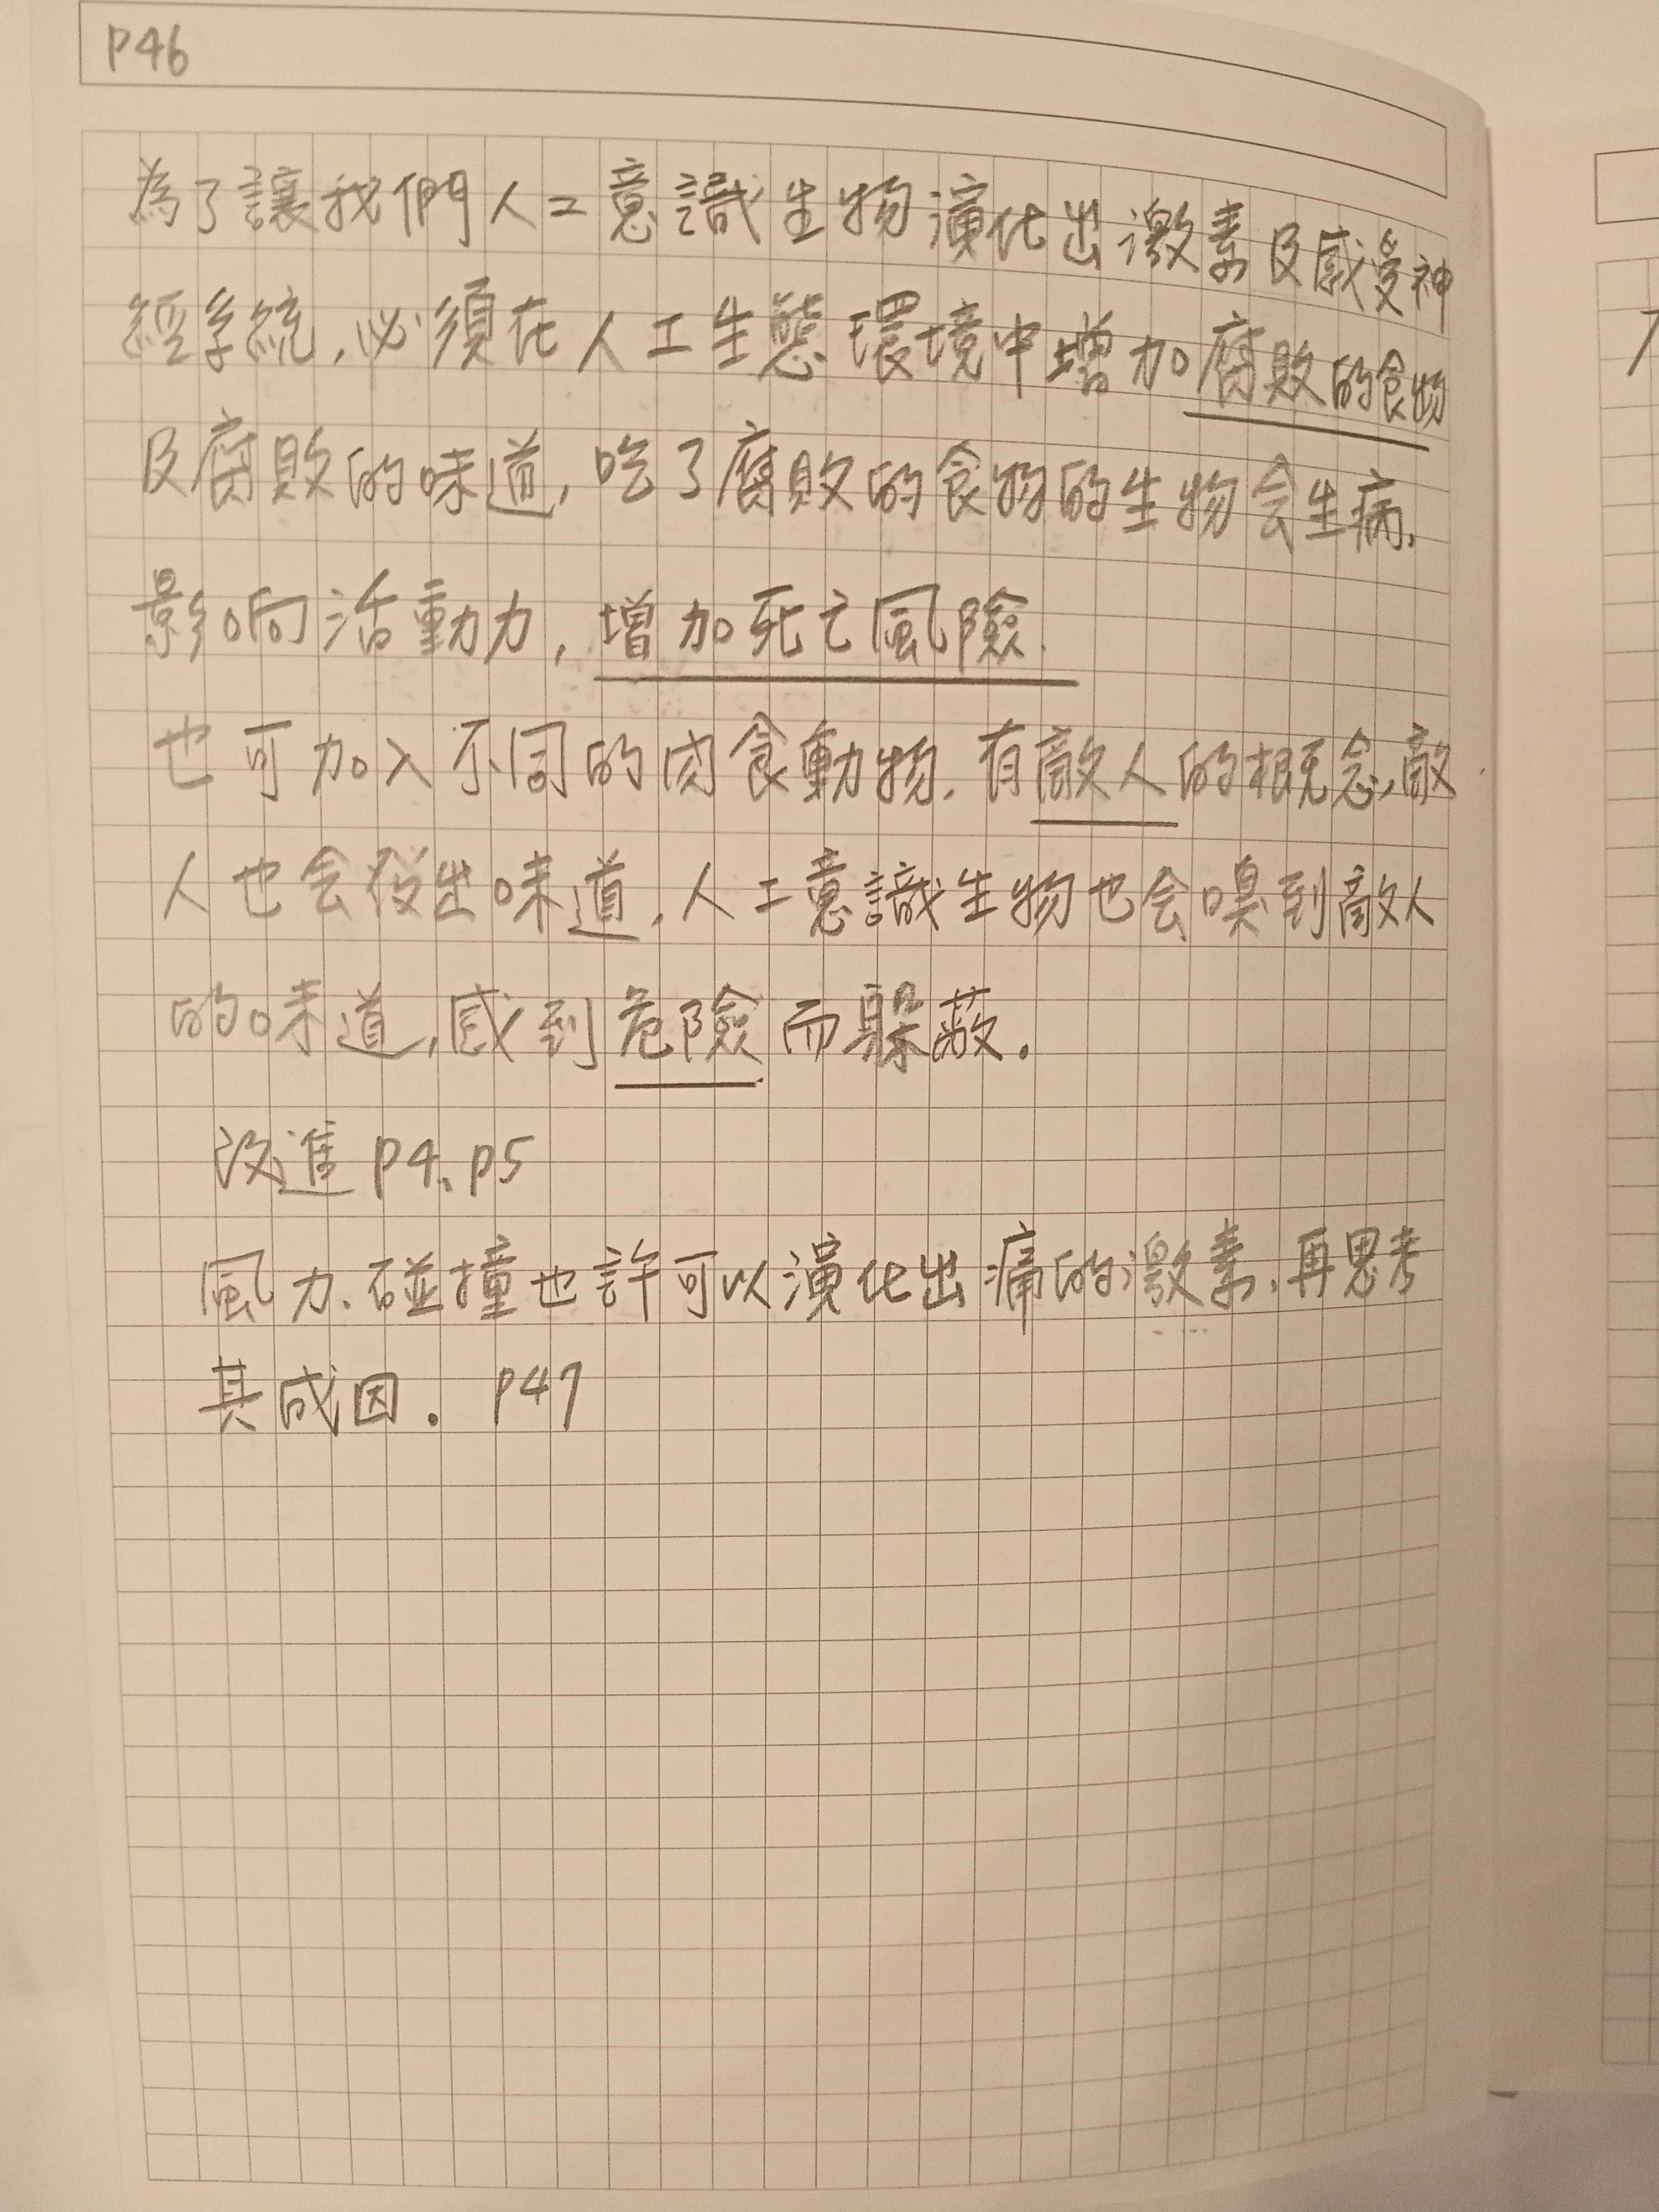 P46
為了讓我們人工意識生物演化出激素及感受神
經系統,必須在人工生態環境中增加腐敗的食物
及腐敗的味道,吃了腐敗的食物的生物会生病,
影响活動力,增加死亡風險.
也可加入不同的肉食動物.有敵人的概念,敵
人也会發出味道,人工意識生物也会嗅到敵人
的味道,感到危險而躲蔽.
改進P4、P5
風力.碰撞也許可以演化出痛的激素.再思考
其成因. P47